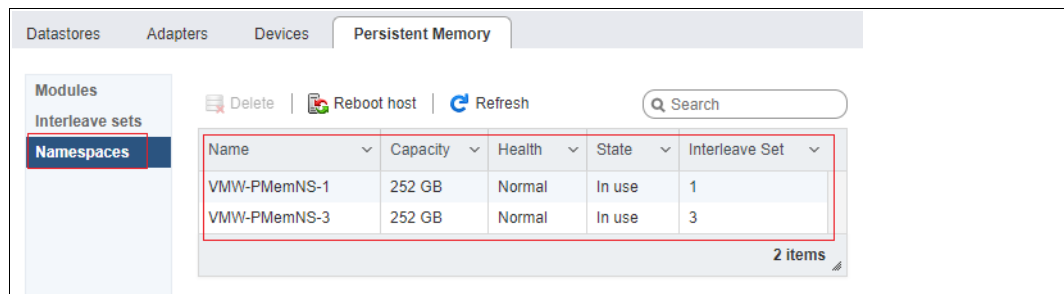 Datastores Adapters Devices Persistent Memory
Modules
Interleave sets
Namespaces
Delete Reboot host Refresh Search
Name Capacity Health State Interleave Set
VMW-PMemNS-1 252 GB Normal In use 1
VMW-PMemNS-3 252 GB Normal In use 3
2 items